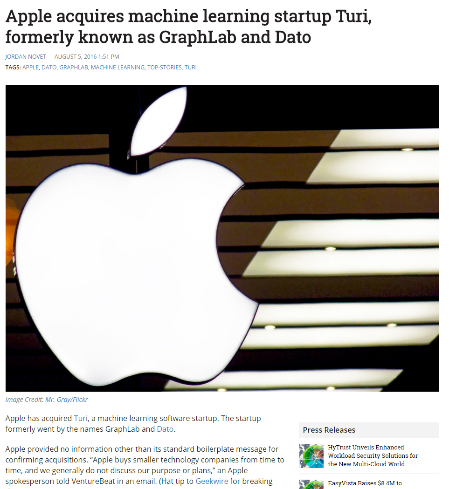 Apple acquires machine learning startup Turi,
formerly known as GraphLab and Dato
JORDAN NOVET AUGUST 5, 2016 1:51 PM
TAGS: APPLE, DATO, GRAPHLAB, MACHINE LEARNING, TOP-STORIES, TURI
Image Credit: Mr. Gray/Flickr
Apple has acquired Turi, a machine learning software startup. The startup
formerly went by the names GraphLab and Dato.
Apple provided no information other than its standard boilerplate message for
confirming acquisitions. “Apple buys smaller technology companies from time to
time, and we generally do not discuss our purpose or plans,” an Apple
spokesperson told VentureBeat in an email. (Hat tip to Geekwire for breaking
Press Releases
HyTrust Unveils Enhanced
Workload Security Solutions for
the New Multi-Cloud World
EasyVista Raises $8.4M to